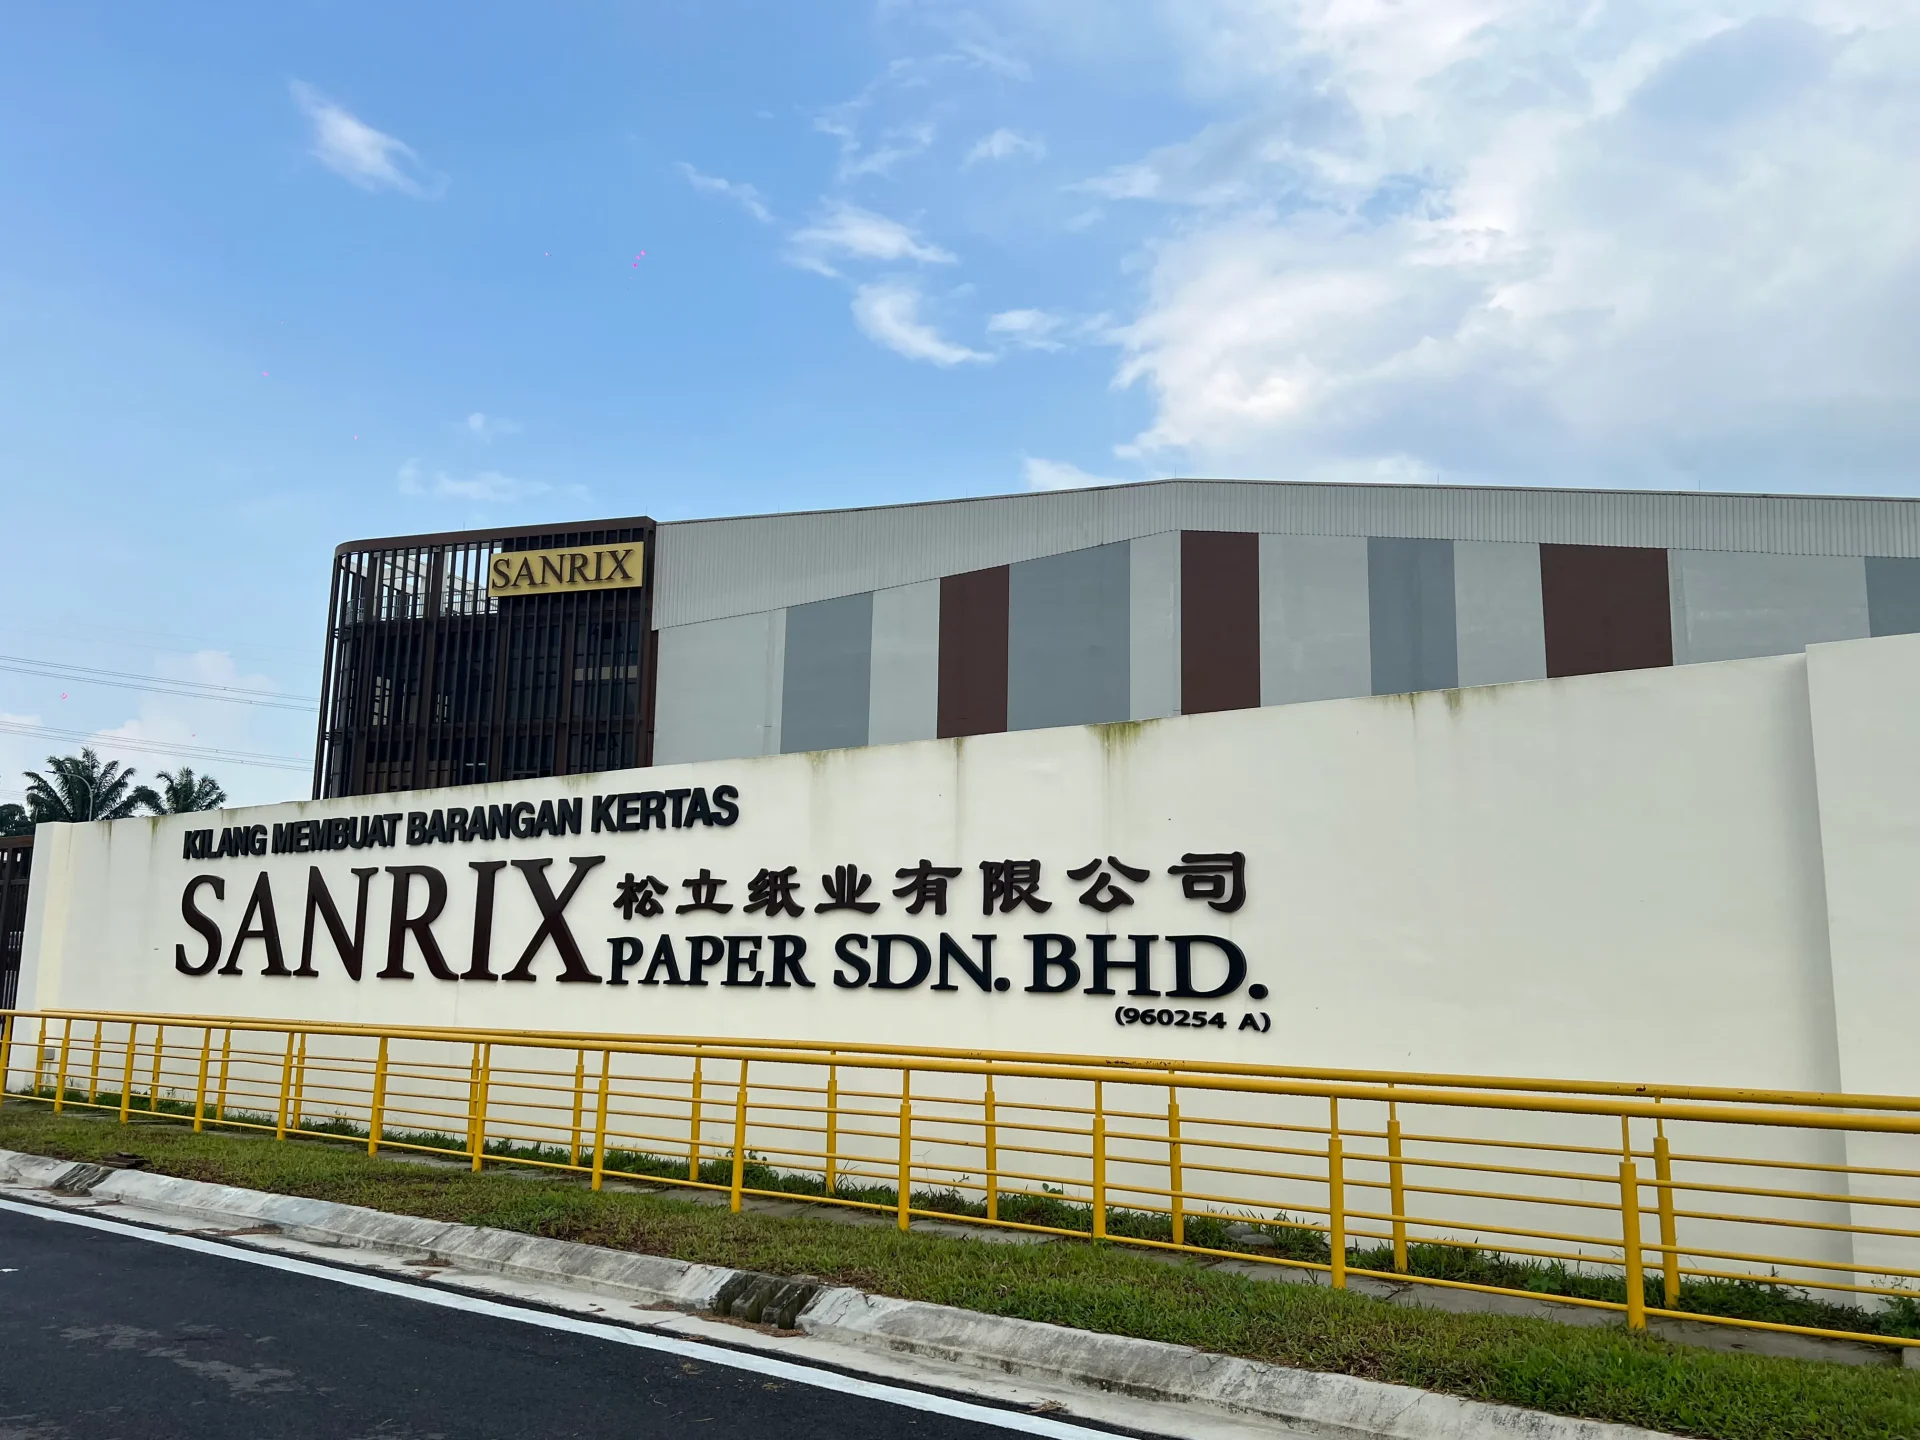 SANRIX
KILANG MEMBUAT BARANGAN KERTAS
SANRIX 松立纸业有限公司
PAPER SDN. BHD.
(960254 A)